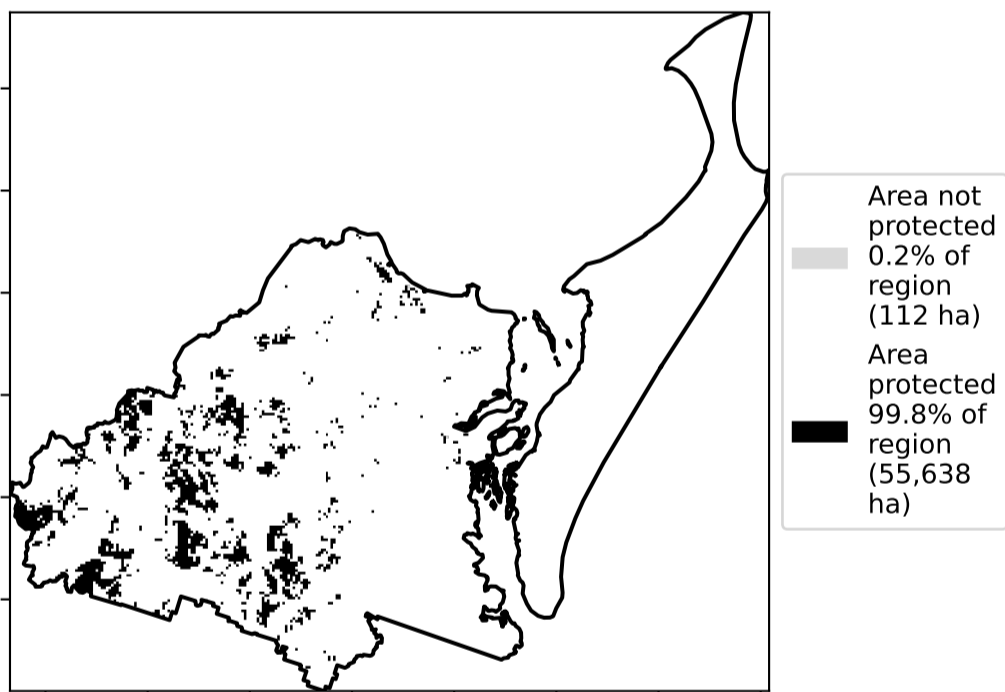 Area not
protected
0.2% of
region
(112 ha)
Area
protected
99.8% of
region
(55,638
ha)